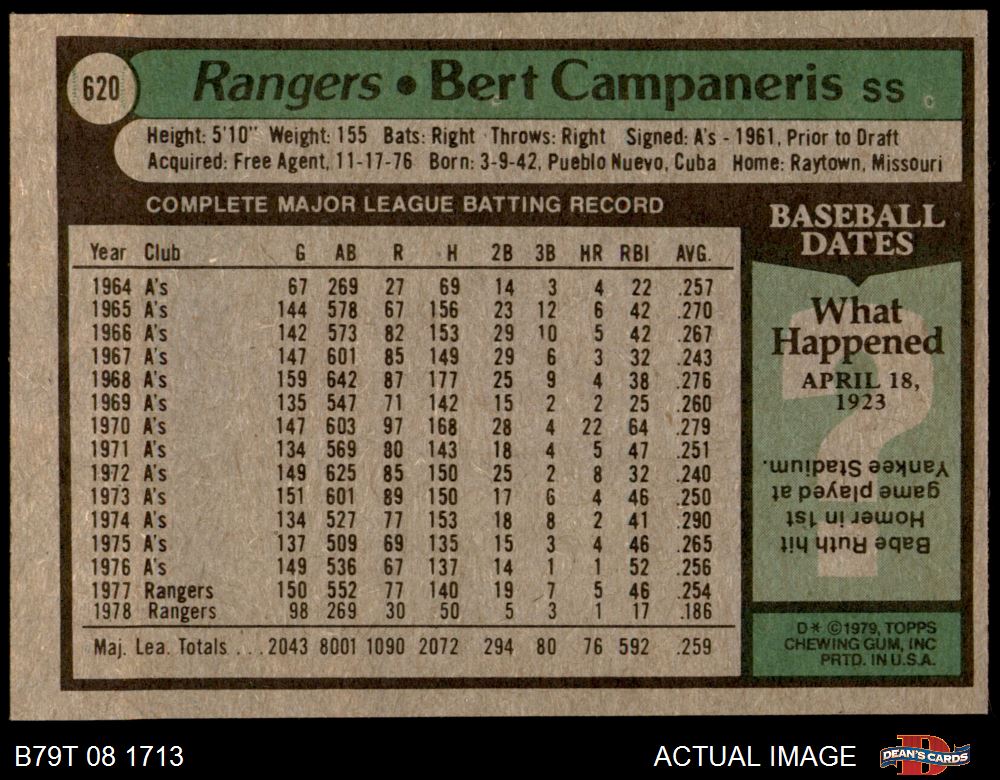 620
Rangers • Bert Campaneris SS
Height: 5'10" Weight: 155 Bats: Right Throws: Right Signed: A's - 1961, Prior to Draft
Acquired: Free Agent, 11-17-76 Born: 3-9-42, Pueblo Nuevo, Cuba Home: Raytown, Missouri
COMPLETE MAJOR LEAGUE BATTING RECORD
Year Club G AB R H 2B 3B HR RBI AVG.
1964 A's 67 269 27 69 14 3 4 22 .257
1965 A's 144 578 67 156 23 12 6 42 .270
1966 A's 142 573 82 153 29 10 5 42 .267
1967 A's 147 601 85 149 29 6 3 32 .243
1968 A's 159 642 87 177 25 9 4 38 .276
1969 A's 135 547 71 142 15 2 2 25 .260
1970 A's 147 603 97 168 28 4 22 64 .279
1971 A's 134 569 80 143 18 4 5 47 .251
1972 A's 149 625 85 150 25 2 8 32 .240
1973 A's 151 601 89 150 17 6 4 46 .250
1974 A's 134 527 77 153 18 8 2 41 .290
1975 A's 137 509 69 135 15 3 4 46 .265
1976 A's 149 536 67 137 14 1 1 52 .256
1977 Rangers 150 552 77 140 19 7 5 46 .254
1978 Rangers 98 269 30 50 5 3 1 17 .186
Maj. Lea. Totals ... 2043 8001 1090 2072 294 80 76 592 .259
BASEBALL
DATES
What
Happened
APRIL 18,
1923
Babe Ruth hit
Homer in 1st
game played at
Yankee Stadium.
D* ©1979, TOPPS
CHEWING GUM, INC
PRTD. IN U.S.A.
B79T 08 1713
ACTUAL IMAGE
DEAN'S CARDS